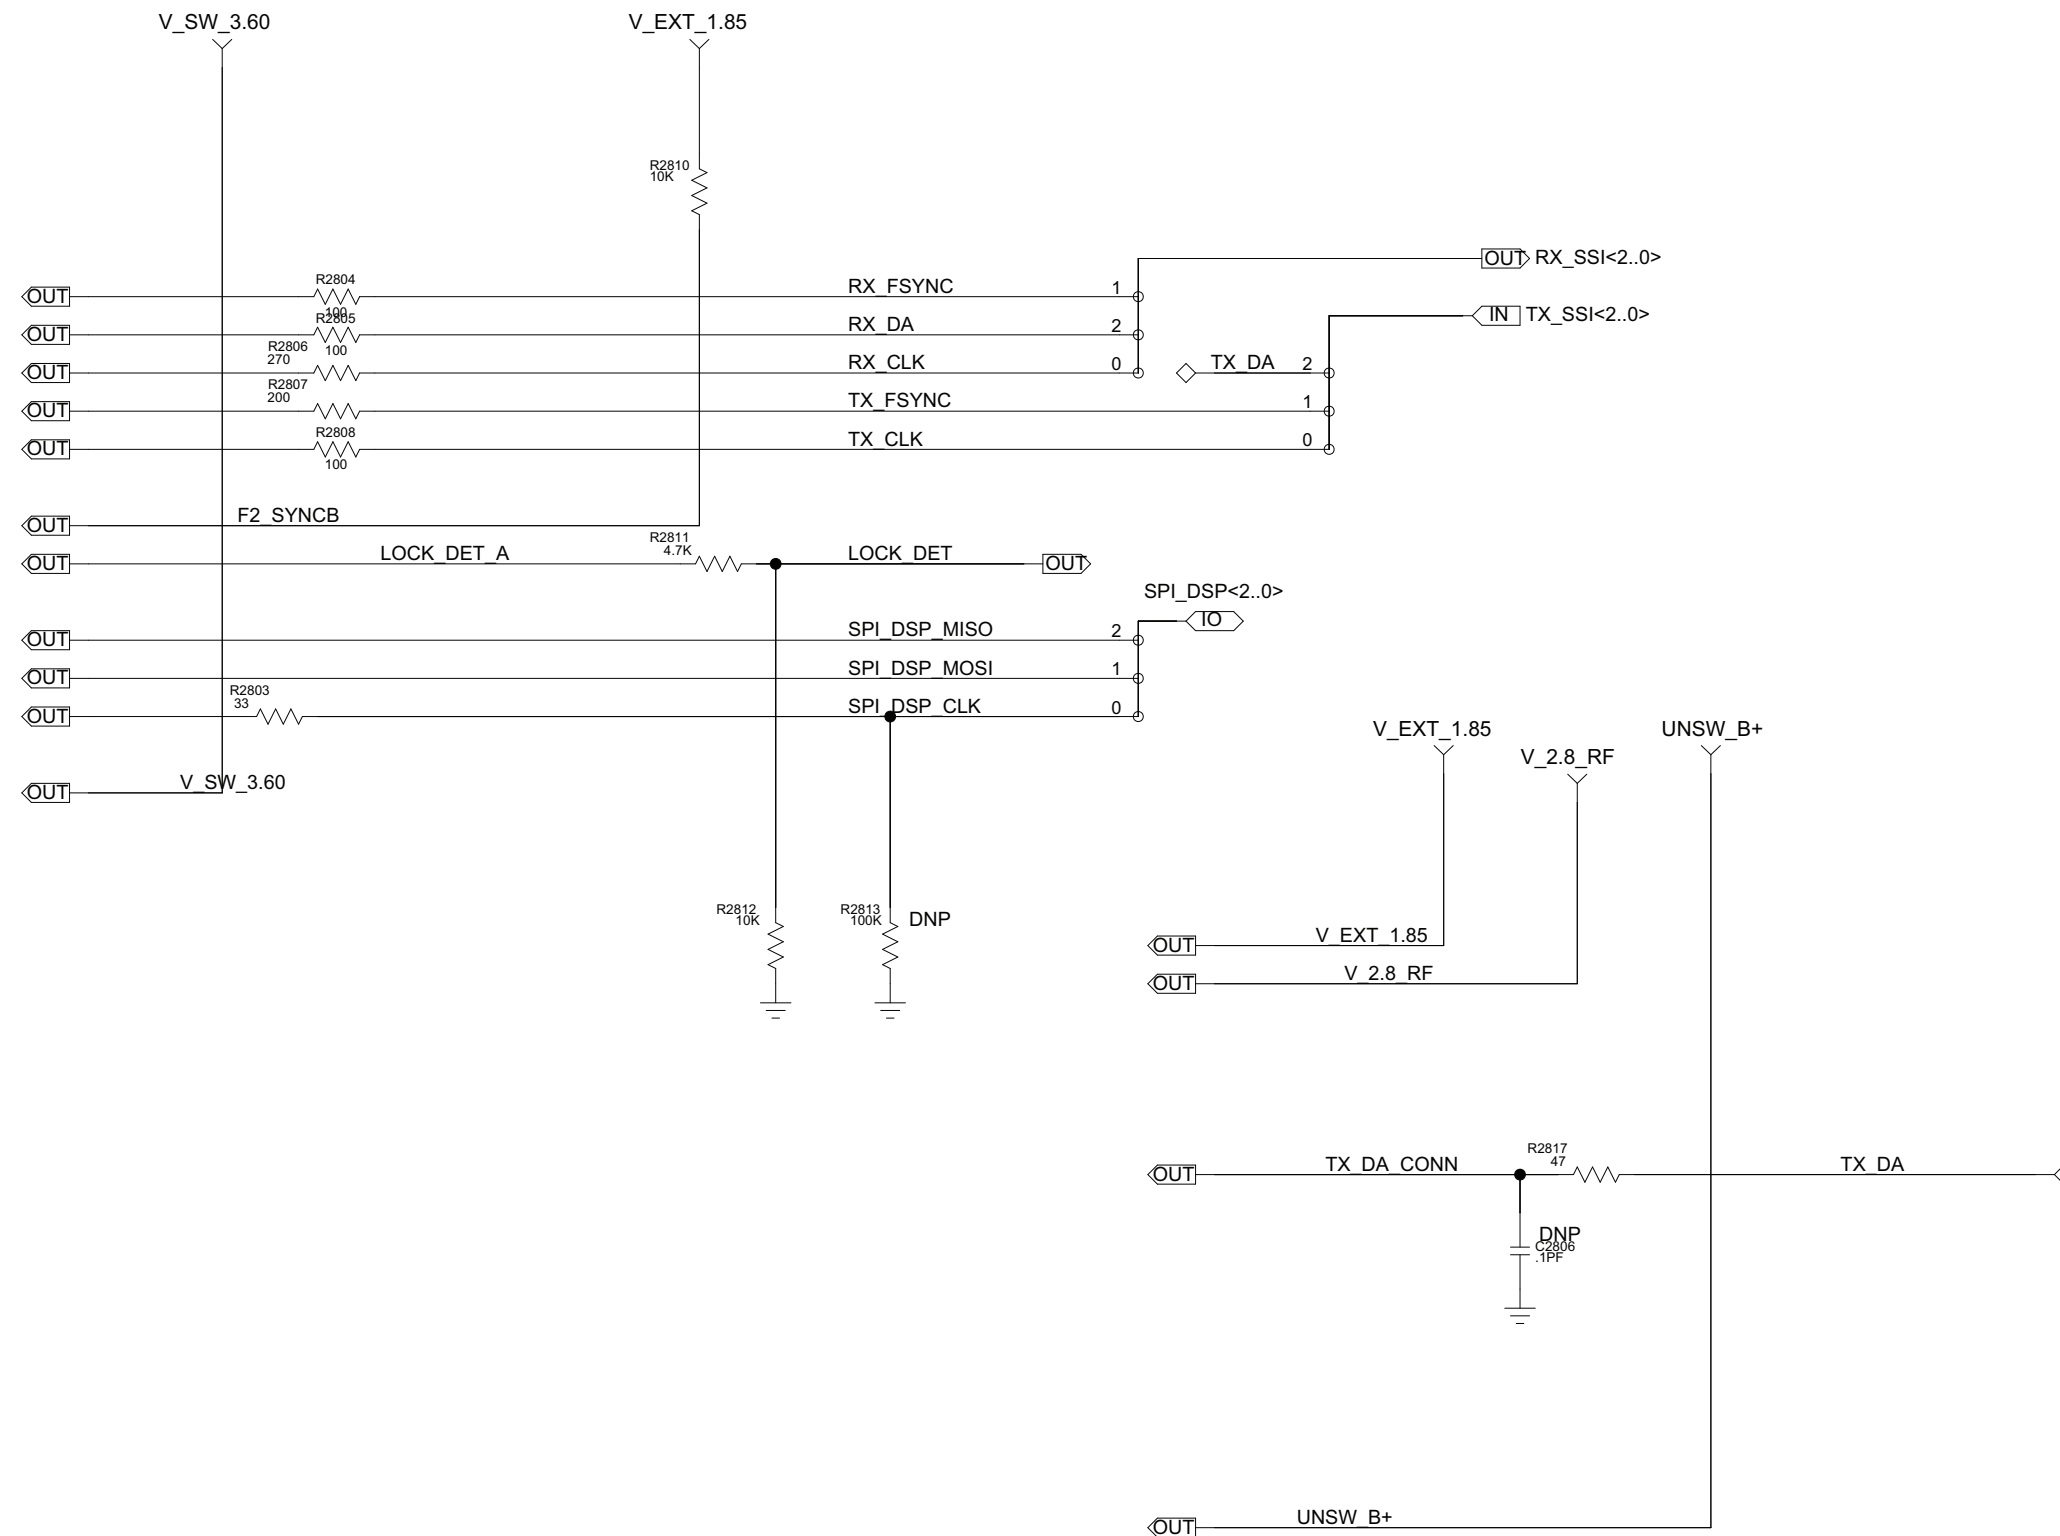 V_SW_3.60
V_EXT_1.85
R2810
10K
OUT RX_SSI<2..0>
R2804
100
OUT
RX_FSYNC 1
IN TX_SSI<2..0>
R2805
100
OUT
RX_DA 2
R2806
270
OUT
RX_CLK 0
TX_DA 2
R2807
200
OUT
TX_FSYNC 1
R2808
100
OUT
TX_CLK 0
OUT
F2_SYNCB
OUT
LOCK_DET_A
R2811
4.7K
LOCK_DET
OUT
SPI_DSP<2..0>
IO
OUT
SPI_DSP_MISO 2
OUT
SPI_DSP_MOSI 1
R2803
33
OUT
SPI_DSP_CLK 0
OUT
V_SW_3.60
V_EXT_1.85
V_2.8_RF
UNSW_B+
R2812
10K
R2813
100K
DNP
OUT
V_EXT_1.85
OUT
V_2.8_RF
OUT
TX_DA_CONN
R2817
47
TX_DA
DNP
C2806
.1PF
OUT
UNSW_B+